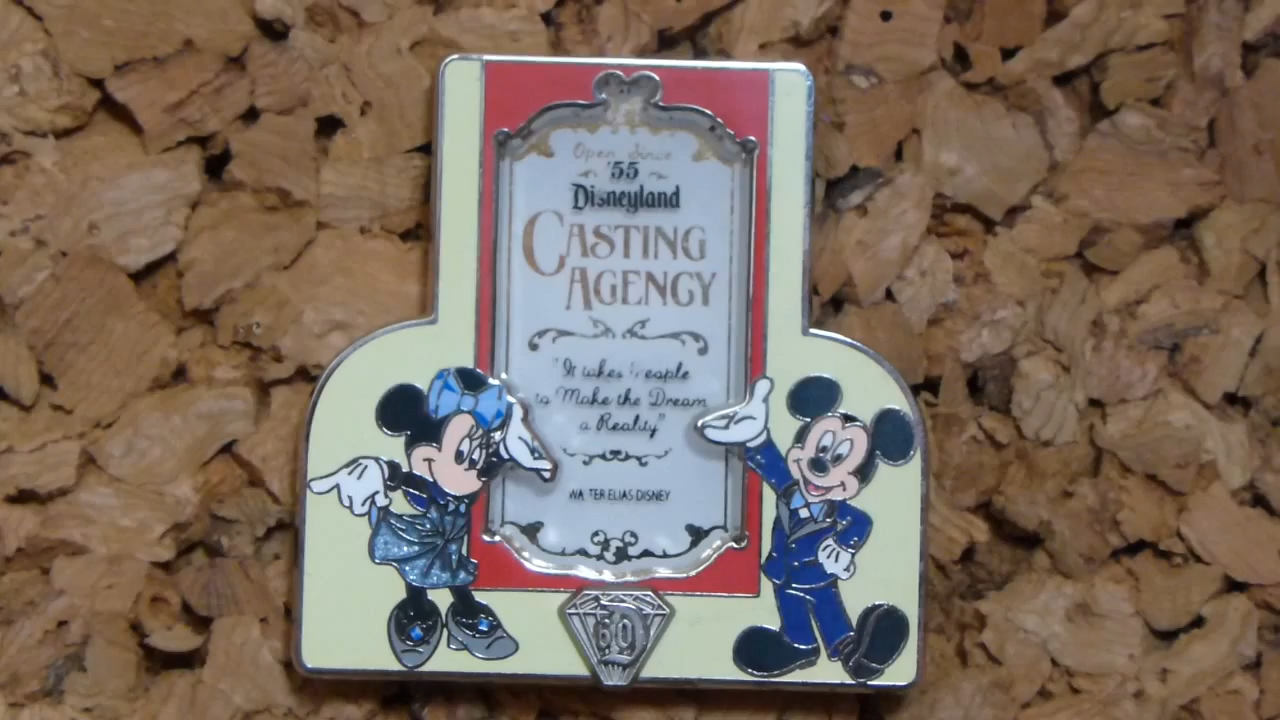 Open Since
'55
Disneyland
CASTING
AGENCY
"It takes People
to Make the Dream
a Reality"
WALTER ELIAS DISNEY
60